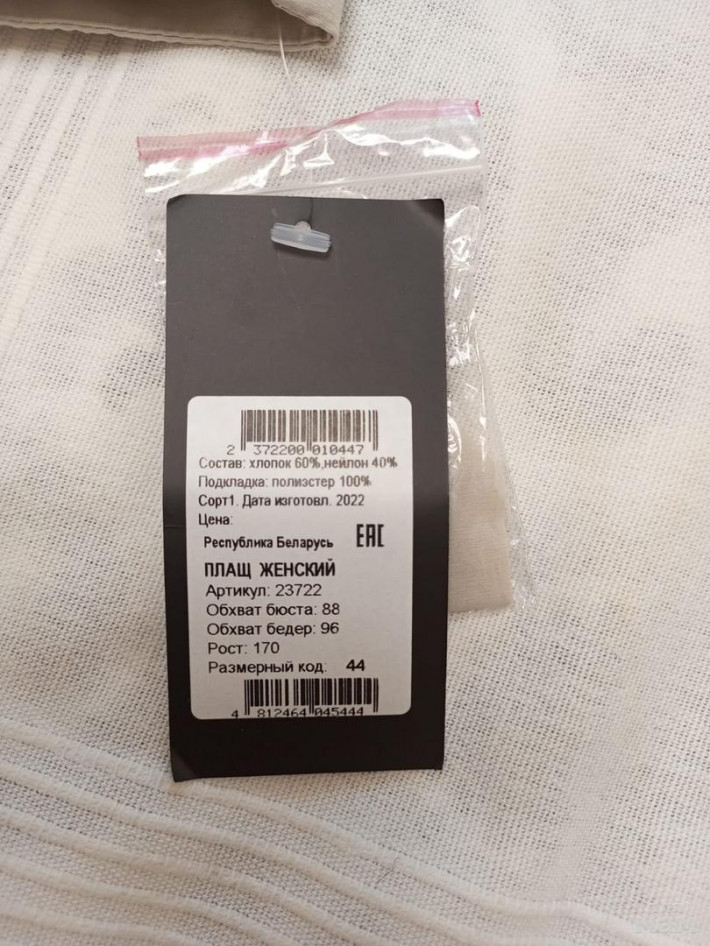 2 372200 010447
Состав: хлопок 60%,нейлон 40%
Подкладка: полиэстер 100%
Сорт1. Дата изготовл. 2022
Цена:
Республика Беларусь EAC
ПЛАЩ ЖЕНСКИЙ
Артикул: 23722
Обхват бюста: 88
Обхват бедер: 96
Рост: 170
Размерный код: 44
4 812464 045444